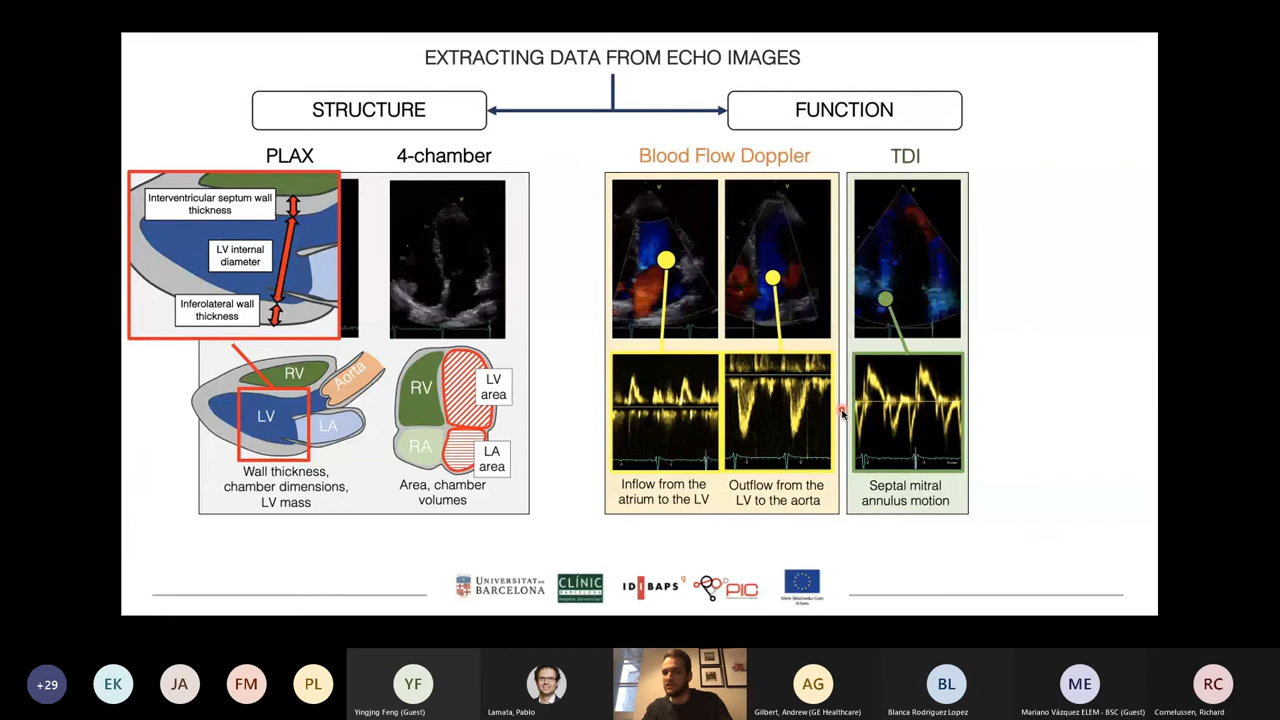 EXTRACTING DATA FROM ECHO IMAGES
STRUCTURE
FUNCTION
PLAX
4-chamber
Blood Flow Doppler
TDI
Interventricular septum wall
thickness
LV internal
diameter
Inferolateral wall
thickness
RV
Aorta
LV
LA
RV
LV
area
RA
LA
area
Wall thickness,
chamber dimensions,
LV mass
Area, chamber
volumes
Inflow from the
atrium to the LV
Outflow from the
LV to the aorta
Septal mitral
annulus motion
UNIVERSITAT DE
BARCELONA
CLÍNIC
BARCELONA
IDIBAPS
PIC
+29
EK
JA
FM
PL
YF
AG
BL
ME
RC
Yingjng Feng (Guest)
Lamata, Pablo
Gilbert, Andrew (GE Healthcare)
Blanca Rodriguez Lopez
Mariano Vázquez ELEM - BSC (Guest)
Cornelussen, Richard